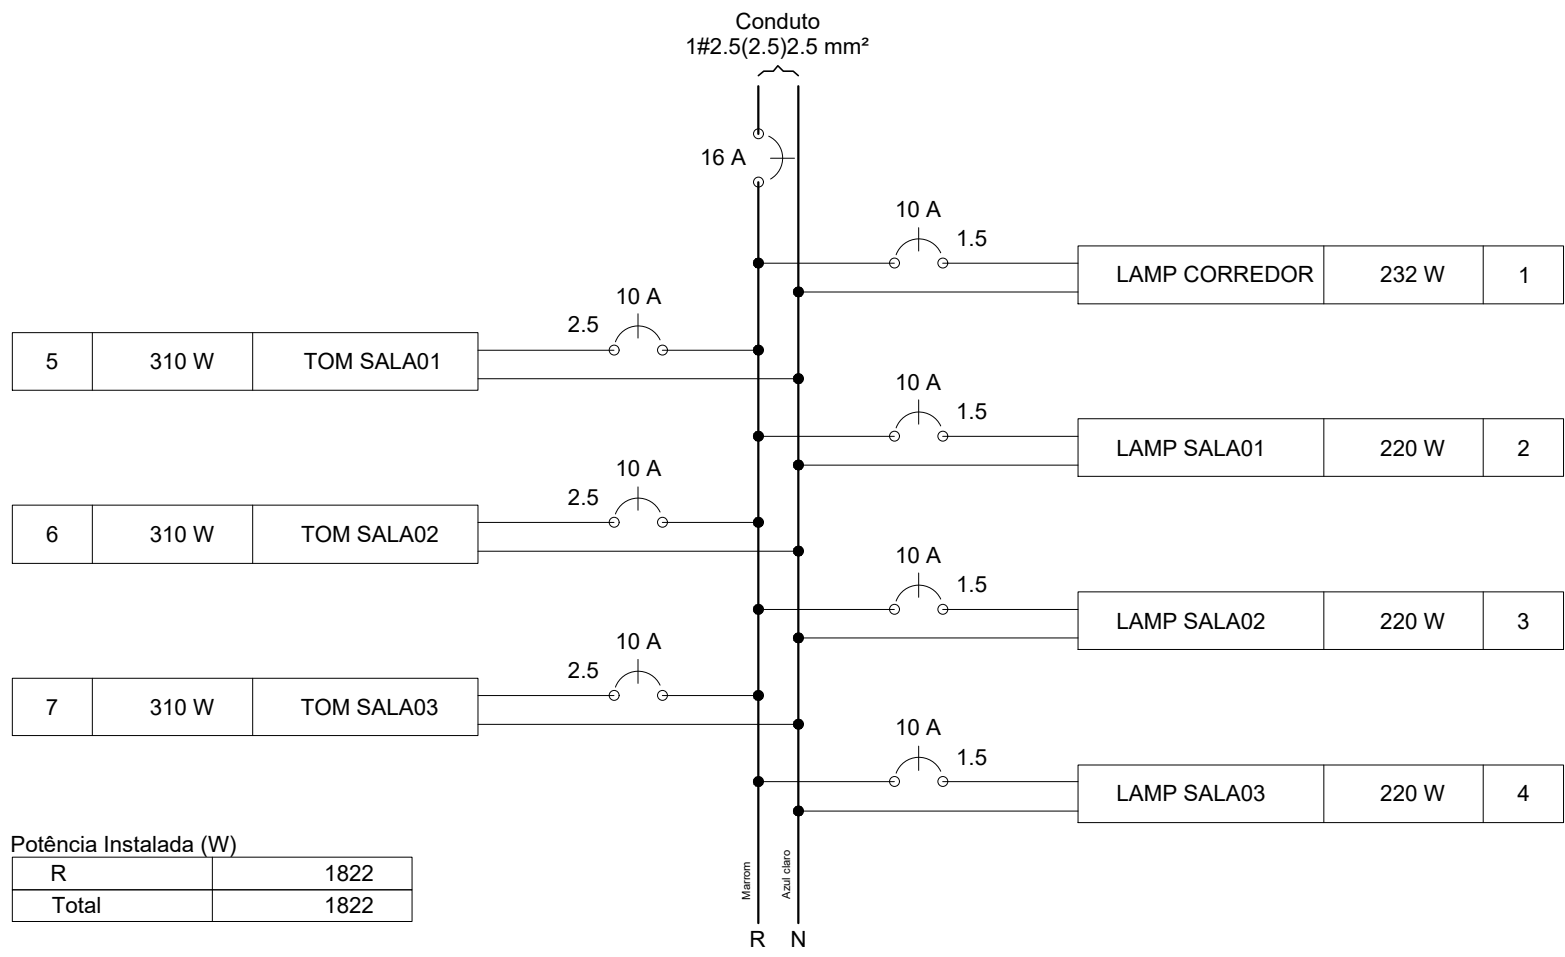 Conduto
1#2.5(2.5)2.5 mm²
16 A
10 A
1.5
LAMP CORREDOR 232 W 1
10 A
2.5
5 310 W TOM SALA01
10 A
1.5
LAMP SALA01 220 W 2
10 A
2.5
6 310 W TOM SALA02
10 A
1.5
LAMP SALA02 220 W 3
10 A
2.5
7 310 W TOM SALA03
10 A
1.5
LAMP SALA03 220 W 4
Potência Instalada (W)
R 1822
Total 1822
Marrom
Azul claro
R N